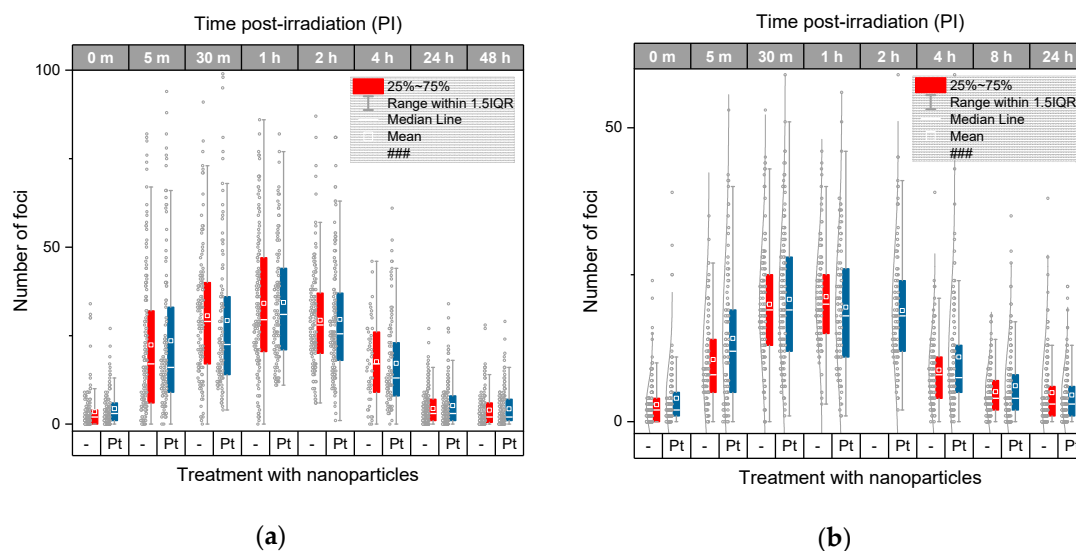 Time post-irradiation (PI)
0 m 5 m 30 m 1 h 2 h 4 h 24 h 48 h
100
50
0
Number of foci
25%~75%
Range within 1.5IQR
Median Line
Mean
###
- Pt - Pt - Pt - Pt - Pt - Pt - Pt - Pt
Treatment with nanoparticles
(a)
Time post-irradiation (PI)
0 m 5 m 30 m 1 h 2 h 4 h 8 h 24 h
50
0
Number of foci
25%~75%
Range within 1.5IQR
Median Line
Mean
###
- Pt - Pt - Pt - Pt - Pt - Pt - Pt - Pt
Treatment with nanoparticles
(b)